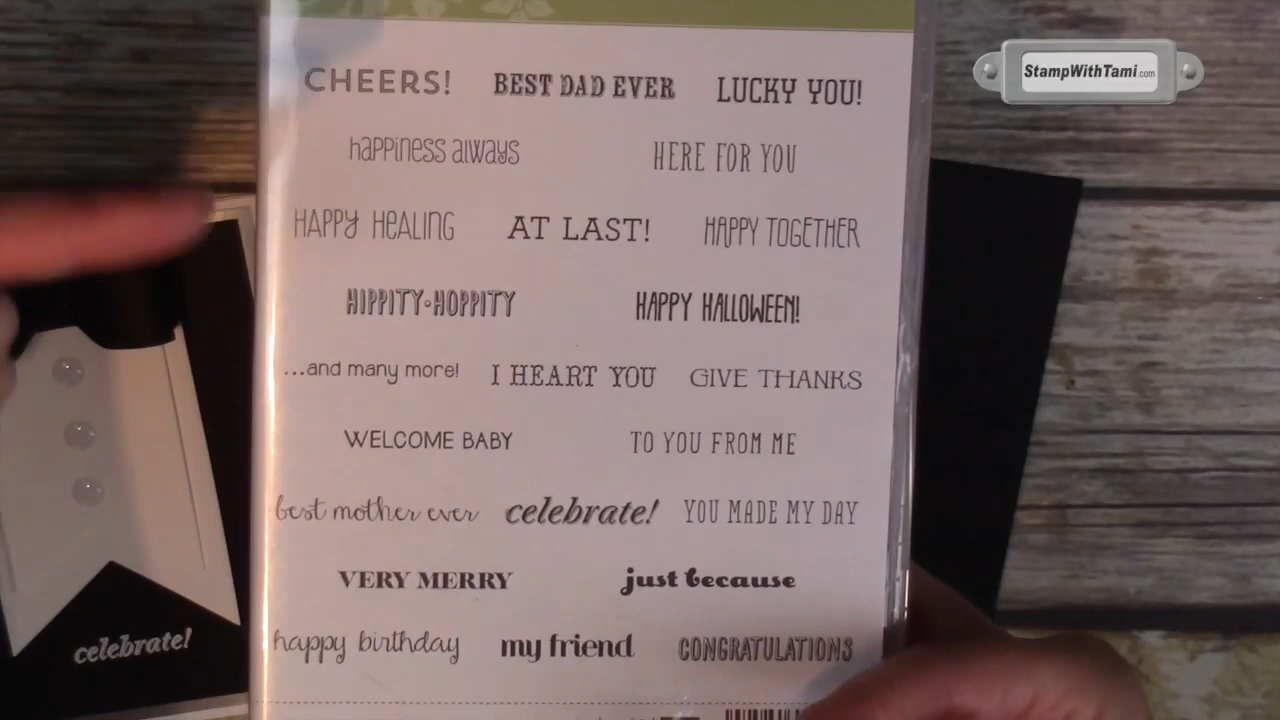 StampWithTami.com
CHEERS! BEST DAD EVER LUCKY YOU!
happiness always HERE FOR YOU
HAPPY HEALING AT LAST! HAPPY TOGETHER
HIPPITY•HOPPITY HAPPY HALLOWEEN!
...and many more! I HEART YOU GIVE THANKS
WELCOME BABY TO YOU FROM ME
best mother ever celebrate! YOU MADE MY DAY
VERY MERRY just because
happy birthday my friend CONGRATULATIONS
celebrate!